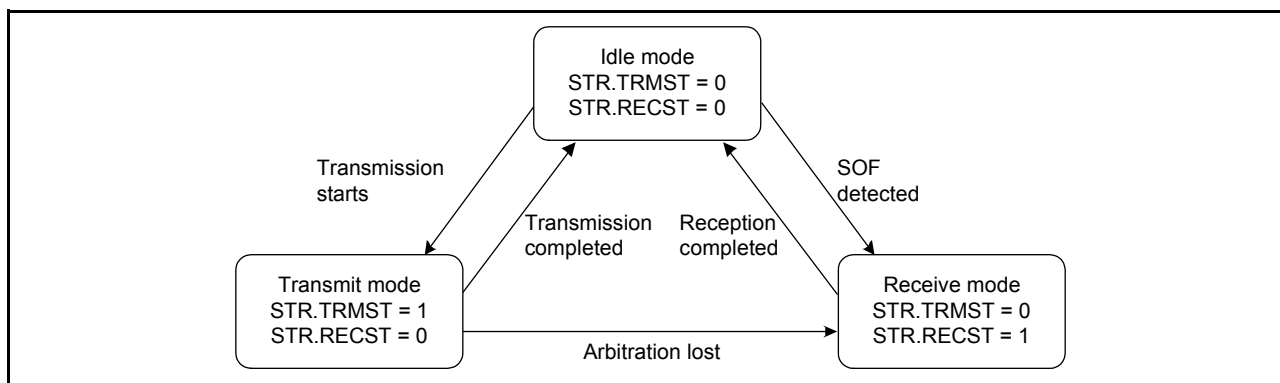 Idle mode
STR.TRMST = 0
STR.RECST = 0
Transmission
starts
SOF
detected
Transmission
completed
Reception
completed
Transmit mode
STR.TRMST = 1
STR.RECST = 0
Receive mode
STR.TRMST = 0
STR.RECST = 1
Arbitration lost